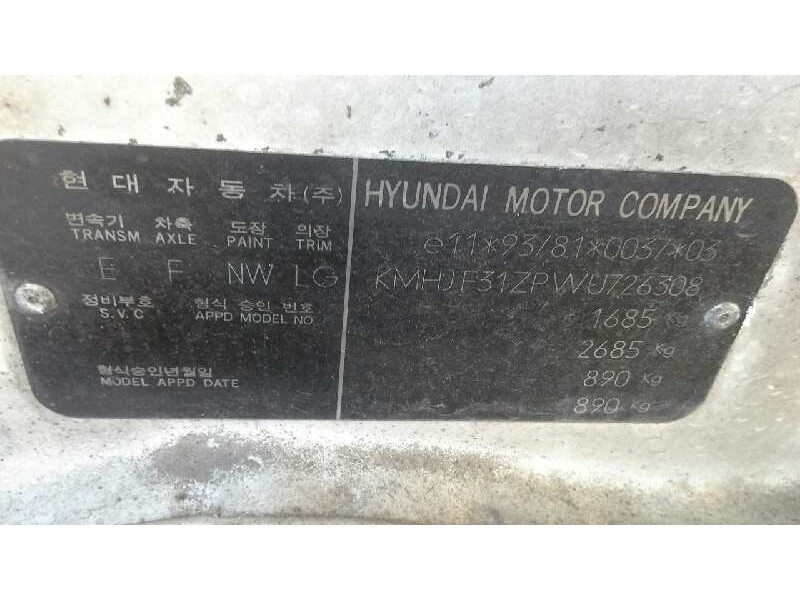 현대자동차(주)
변속기 차축 도장 의장
TRANSM AXLE PAINT TRIM
E F NW LG
정비부호 형식 승인 번호
S.V.C APPD MODEL NO.
형식승인년월일
MODEL APPD DATE
HYUNDAI MOTOR COMPANY
e11*93/81*0037*03
KMHJF31ZPWU726308
1685 Kg
2685 Kg
890 Kg
890 Kg